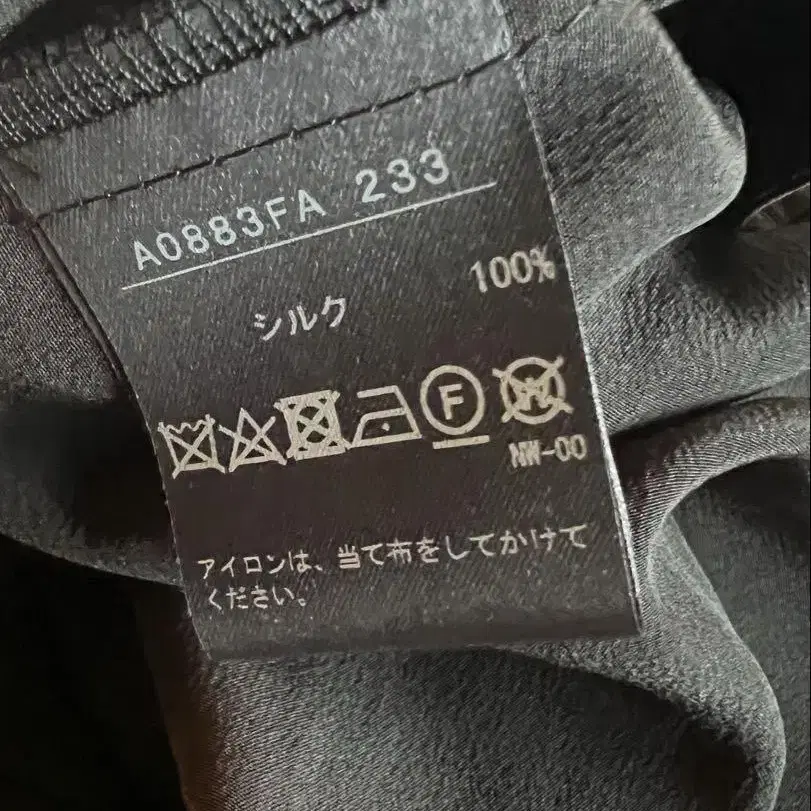 A0883FA 233
シルク 100%
F W
NW-00
アイロンは、当て布をしてかけて
ください。